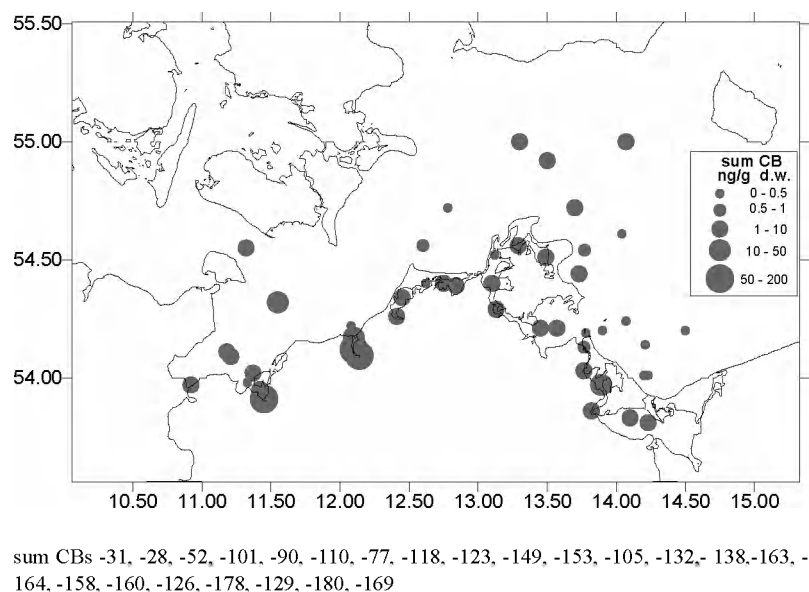 55.50
55.00
54.50
54.00
sum CB
ng/g d.w.
0 - 0.5
0.5 - 1
1 - 10
10 - 50
50 - 200
10.50 11.00 11.50 12.00 12.50 13.00 13.50 14.00 14.50 15.00
sum CBs -31, -28, -52, -101, -90, -110, -77, -118, -123, -149, -153, -105, -132,- 138,-163, -
164, -158, -160, -126, -178, -129, -180, -169